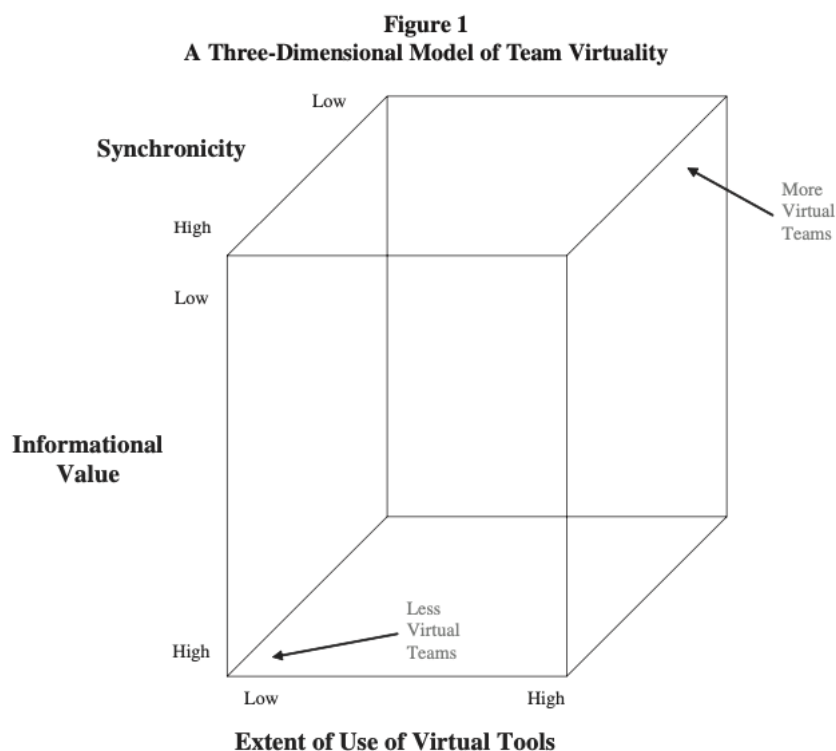 Figure 1
A Three-Dimensional Model of Team Virtuality
Low
Synchronicity
More
Virtual
Teams
High
Low
Informational
Value
Less
Virtual
Teams
High
Low
High
Extent of Use of Virtual Tools